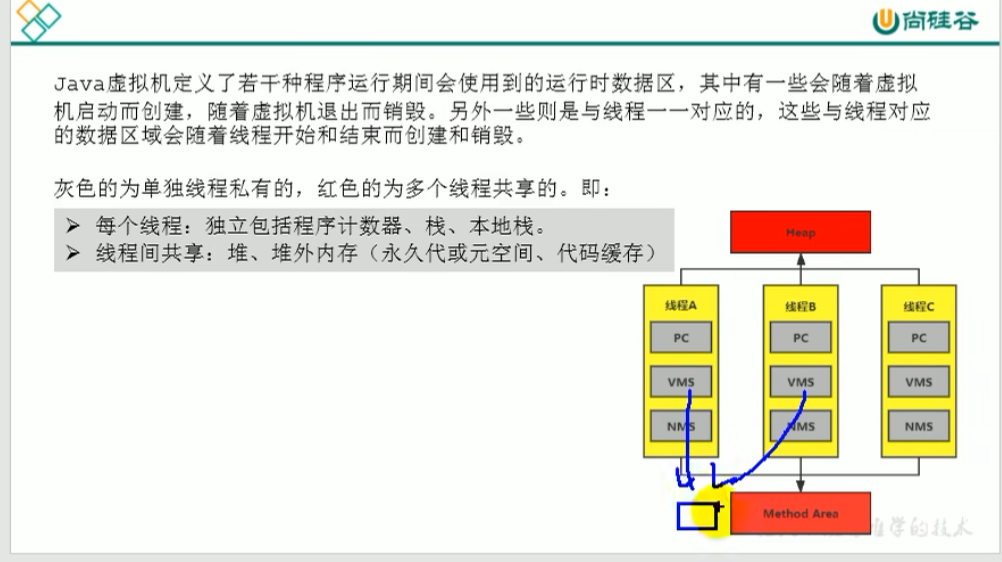 尚硅谷
Java虚拟机定义了若干种程序运行期间会使用到的运行时数据区，其中有一些会随着虚拟
机启动而创建，随着虚拟机退出而销毁。另外一些则是与线程一一对应的，这些与线程对应
的数据区域会随着线程开始和结束而创建和销毁。
灰色的为单独线程私有的，红色的为多个线程共享的。即：
➢ 每个线程：独立包括程序计数器、栈、本地栈。
➢ 线程间共享：堆、堆外内存（永久代或元空间、代码缓存）
Heap
线程A
线程B
线程C
PC
PC
PC
VMS
VMS
VMS
NMS
NMS
NMS
Method Area
学的技术